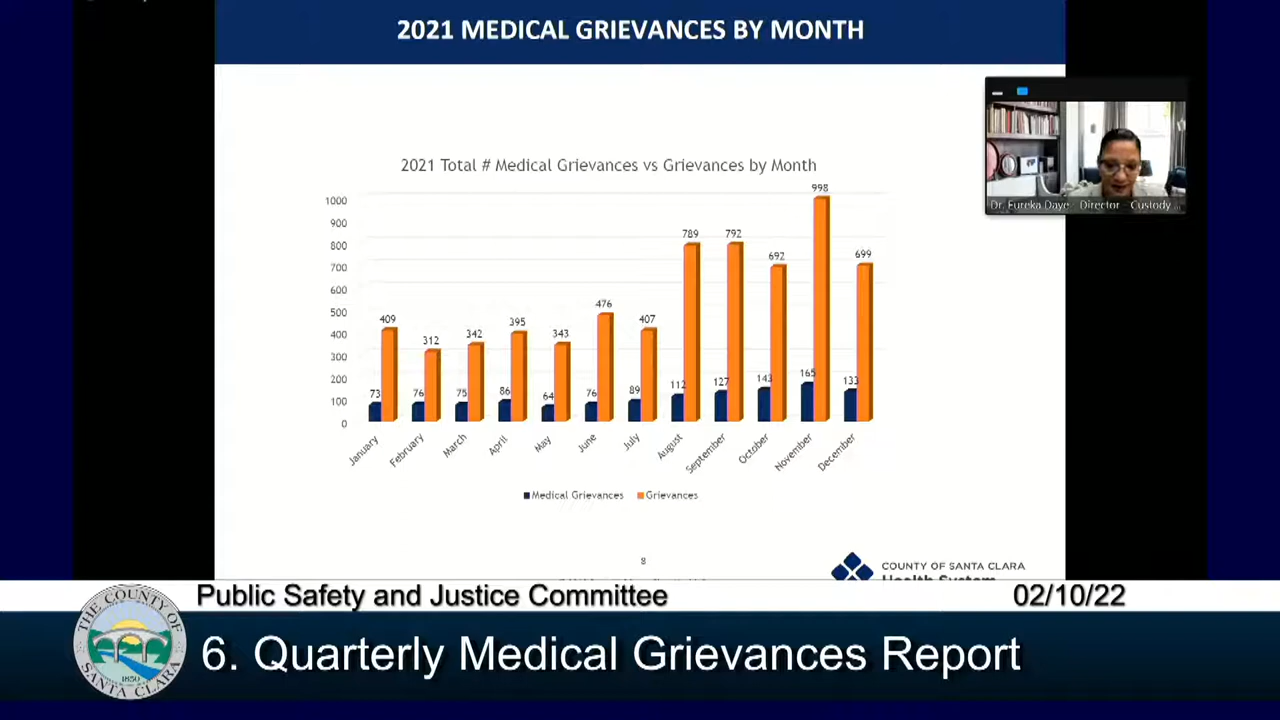 2021 MEDICAL GRIEVANCES BY MONTH
2021 Total # Medical Grievances vs Grievances by Month
1000
900
800
700
600
500
400
300
200
100
0
409
312
342
395
343
476
407
789
792
692
998
699
73
76
75
86
64
76
89
112
127
143
165
133
January
February
March
April
May
June
July
August
September
October
November
December
Medical Grievances
Grievances
8
Dr. Eureka Daye - Director - Custody ...
COUNTY OF SANTA CLARA
Health System
Public Safety and Justice Committee
02/10/22
6. Quarterly Medical Grievances Report
THE COUNTY OF
SANTA CLARA
1850